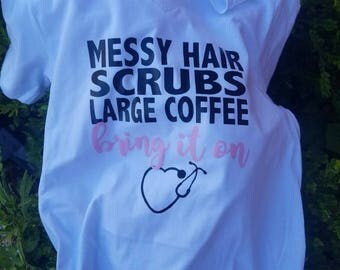 MESSY HAIR
SCRUBS
LARGE COFFEE
bring it on